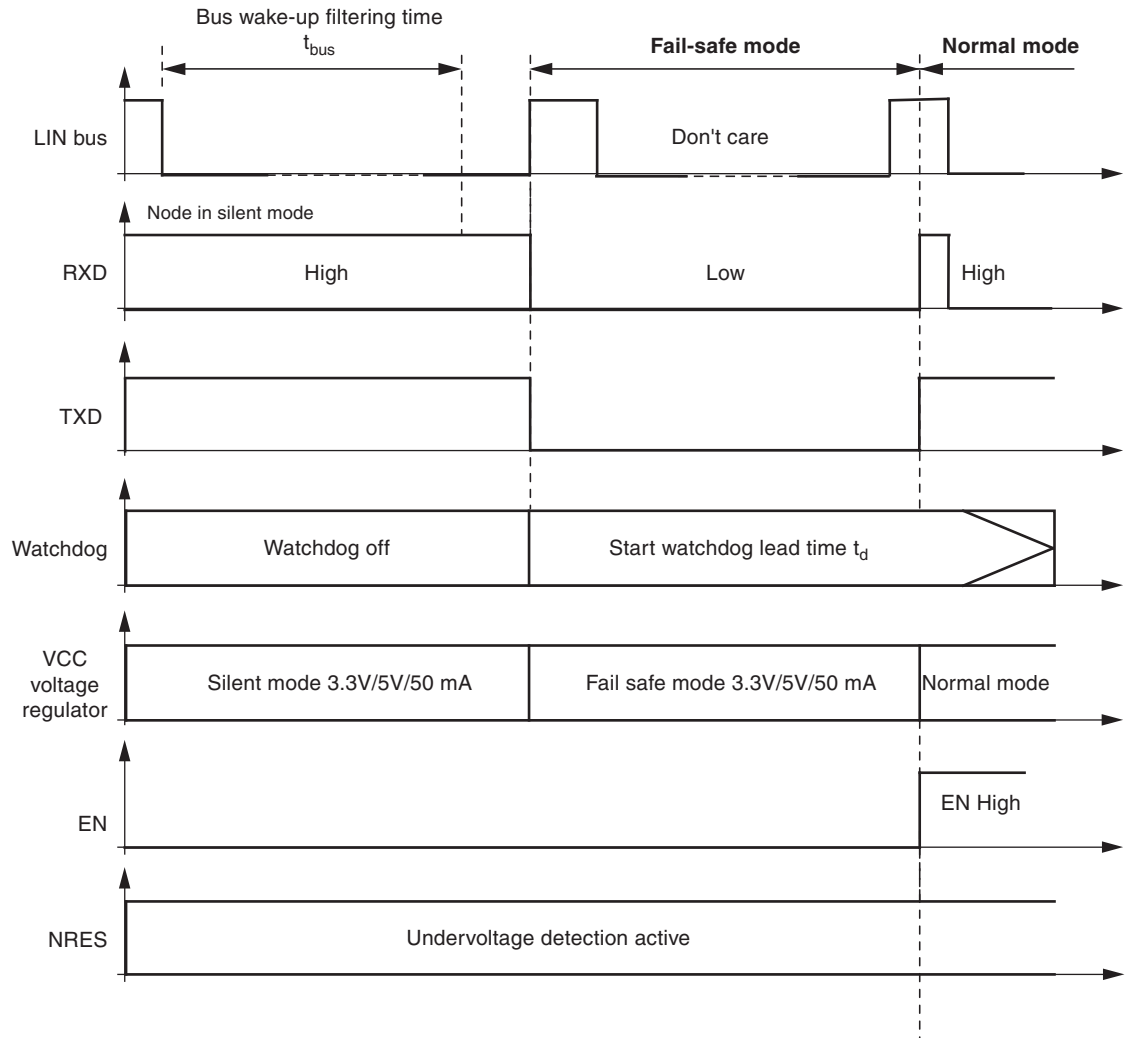 Bus wake-up filtering time
tbus
Fail-safe mode
Normal mode
LIN bus
Don't care
Node in silent mode
RXD
High
Low
High
TXD
Watchdog
Watchdog off
Start watchdog lead time td
VCC
voltage
regulator
Silent mode 3.3V/5V/50 mA
Fail safe mode 3.3V/5V/50 mA
Normal mode
EN
EN High
NRES
Undervoltage detection active